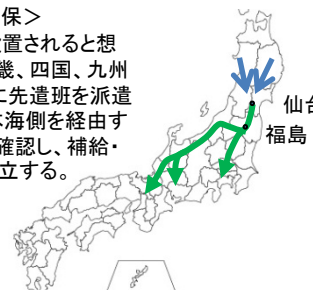 保＞
置されると想
畿、四国、九州
に先遣班を派遣
海側を経由す
確認し、補給・
立する。
仙台
福島